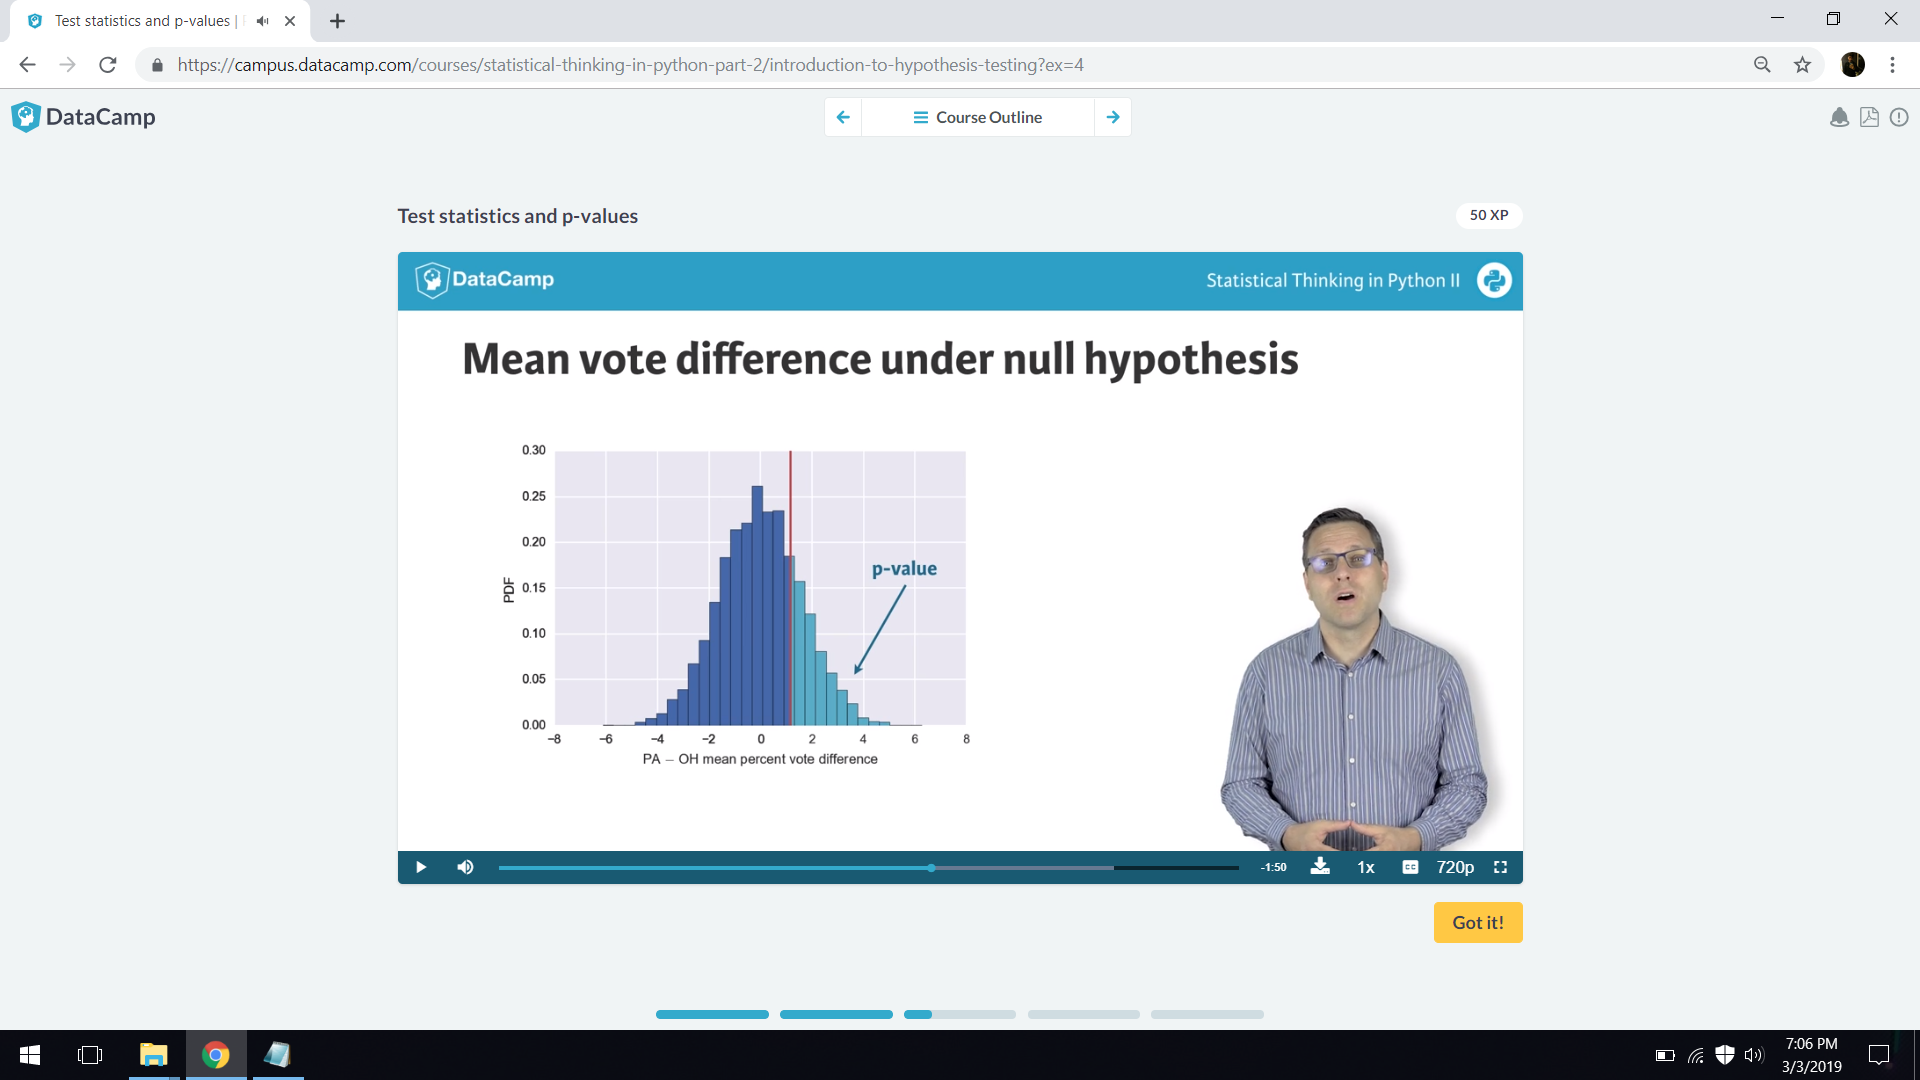 Test statistics and p-values |
https://campus.datacamp.com/courses/statistical-thinking-in-python-part-2/introduction-to-hypothesis-testing?ex=4
DataCamp
Course Outline
Test statistics and p-values
50 XP
DataCamp
Statistical Thinking in Python II
Mean vote difference under null hypothesis
0.30
0.25
0.20
0.15
0.10
0.05
0.00
PDF
p-value
−8 −6 −4 −2 0 2 4 6 8
PA − OH mean percent vote difference
-1:50
1x
CC
720p
Got it!
7:06 PM
3/3/2019